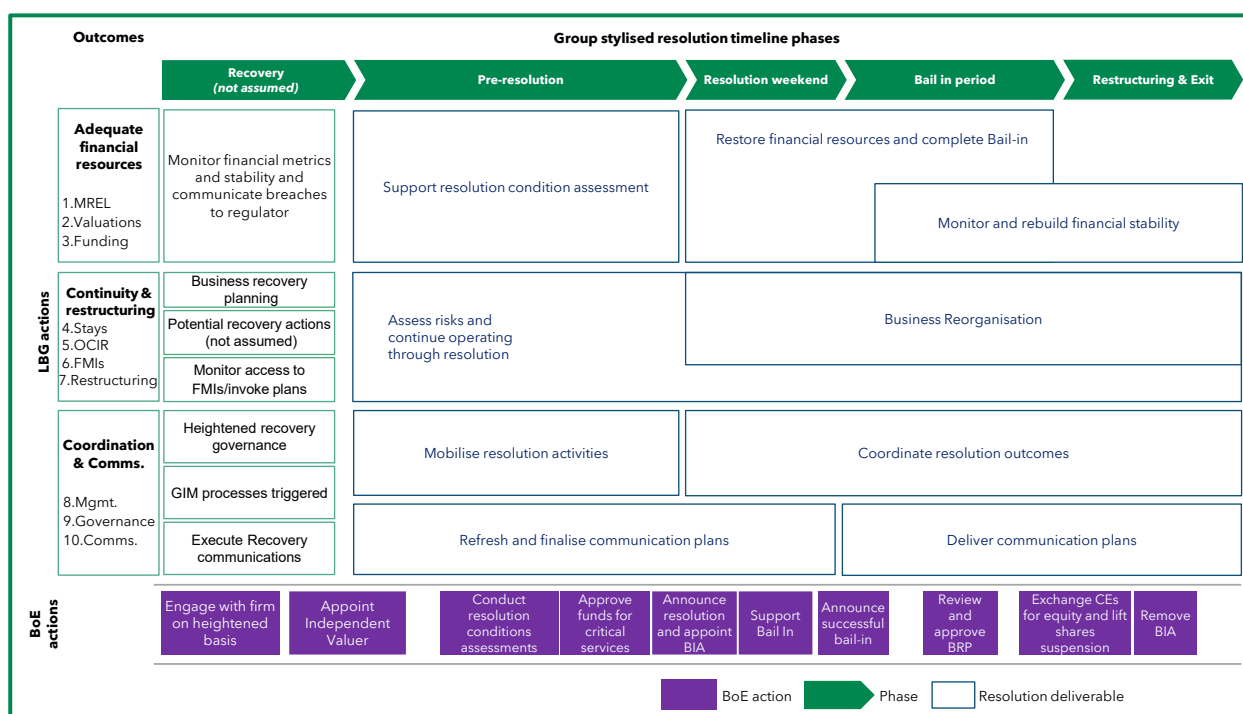 Outcomes
Group stylised resolution timeline phases
Recovery
(not assumed)
Pre-resolution
Resolution weekend
Bail in period
Restructuring & Exit
LBG actions
Adequate
financial
resources
1.MREL
2.Valuations
3.Funding
Monitor financial metrics
and stability and
communicate breaches
to regulator
Support resolution condition assessment
Restore financial resources and complete Bail-in
Monitor and rebuild financial stability
Continuity &
restructuring
4.Stays
5.OCIR
6.FMIs
7.Restructuring
Business recovery
planning
Potential recovery actions
(not assumed)
Monitor access to
FMIs/invoke plans
Assess risks and
continue operating
through resolution
Business Reorganisation
Coordination
& Comms.
8.Mgmt.
9.Governance
10.Comms.
Heightened recovery
governance
GIM processes triggered
Execute Recovery
communications
Mobilise resolution activities
Coordinate resolution outcomes
Refresh and finalise communication plans
Deliver communication plans
BoE
actions
Engage with firm
on heightened
basis
Appoint
Independent
Valuer
Conduct
resolution
conditions
assessments
Approve
funds for
critical
services
Announce
resolution
and appoint
BIA
Support
Bail In
Announce
successful
bail-in
Review
and
approve
BRP
Exchange CEs
for equity and lift
shares
suspension
Remove
BIA
BoE action
Phase
Resolution deliverable